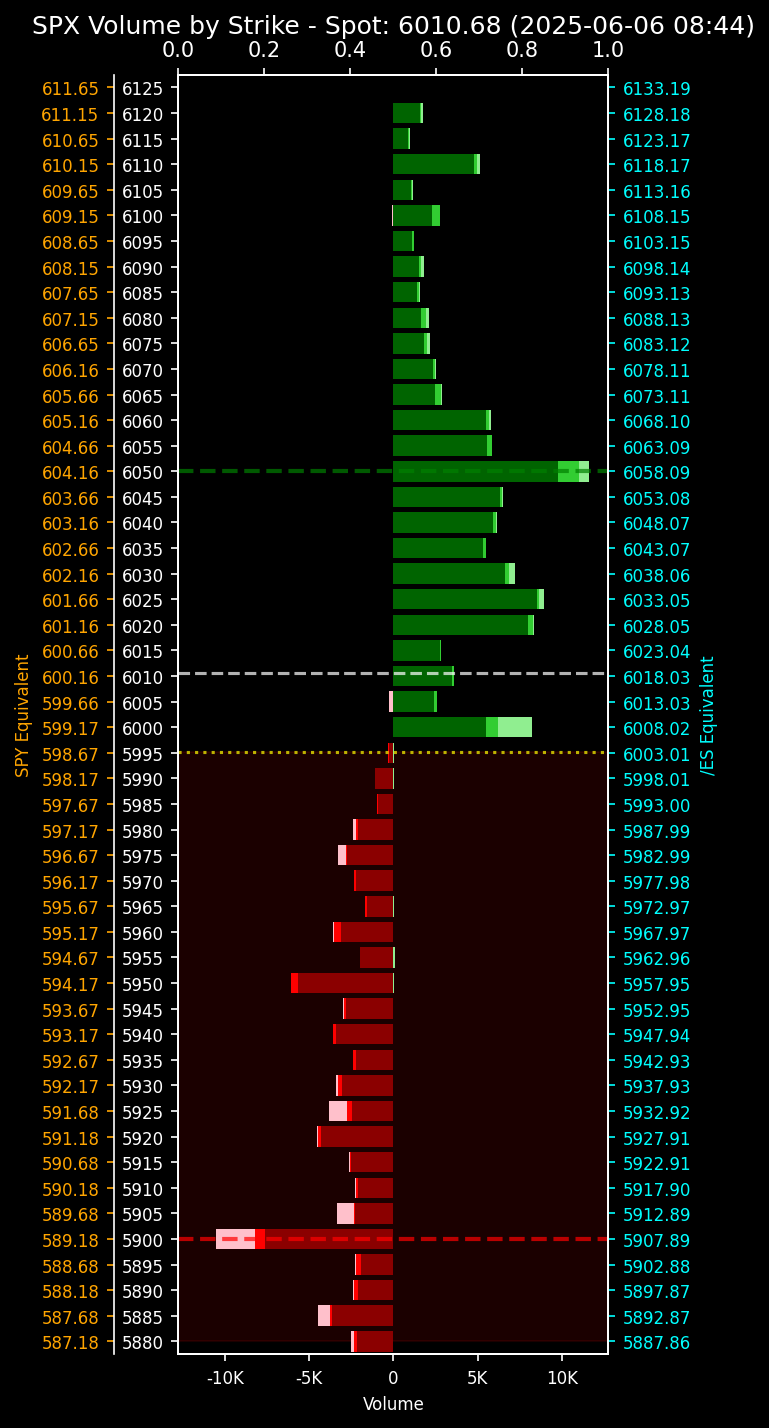 SPX Volume by Strike - Spot: 6010.68 (2025-06-06 08:44)
0.0 0.2 0.4 0.6 0.8 1.0
611.65 6125 6133.19
611.15 6120 6128.18
610.65 6115 6123.17
610.15 6110 6118.17
609.65 6105 6113.16
609.15 6100 6108.15
608.65 6095 6103.15
608.15 6090 6098.14
607.65 6085 6093.13
607.15 6080 6088.13
606.65 6075 6083.12
606.16 6070 6078.11
605.66 6065 6073.11
605.16 6060 6068.10
604.66 6055 6063.09
604.16 6050 6058.09
603.66 6045 6053.08
603.16 6040 6048.07
602.66 6035 6043.07
602.16 6030 6038.06
601.66 6025 6033.05
601.16 6020 6028.05
600.66 6015 6023.04
600.16 6010 6018.03
599.66 6005 6013.03
599.17 6000 6008.02
598.67 5995 6003.01
598.17 5990 5998.01
597.67 5985 5993.00
597.17 5980 5987.99
596.67 5975 5982.99
596.17 5970 5977.98
595.67 5965 5972.97
595.17 5960 5967.97
594.67 5955 5962.96
594.17 5950 5957.95
593.67 5945 5952.95
593.17 5940 5947.94
592.67 5935 5942.93
592.17 5930 5937.93
591.68 5925 5932.92
591.18 5920 5927.91
590.68 5915 5922.91
590.18 5910 5917.90
589.68 5905 5912.89
589.18 5900 5907.89
588.68 5895 5902.88
588.18 5890 5897.87
587.68 5885 5892.87
587.18 5880 5887.86
SPY Equivalent
/ES Equivalent
-10K -5K 0 5K 10K
Volume